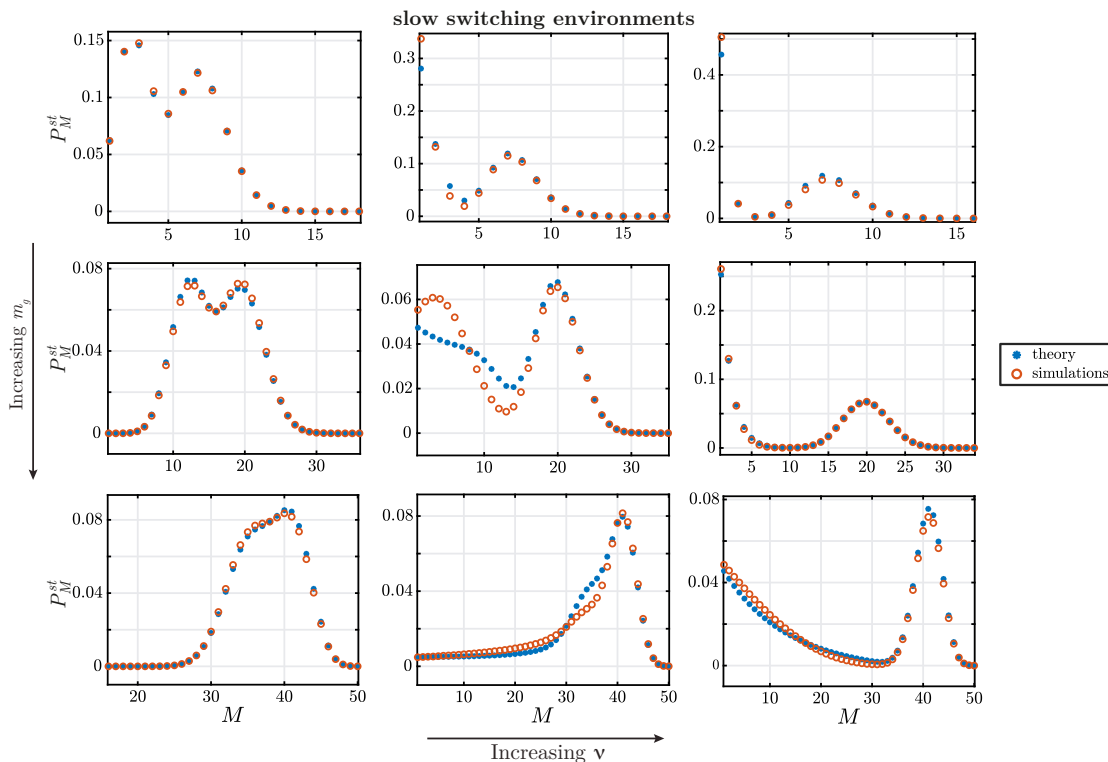 slow switching environments
0.15
0.1
0.05
0
5 10 15
P_M^{st}
0.3
0.2
0.1
0
5 10 15
0.4
0.2
0
5 10 15
Increasing m_g
0.08
0.04
0
10 20 30
P_M^{st}
0.06
0.04
0.02
0
10 20 30
0.2
0.1
0
5 10 15 20 25 30
theory
simulations
0.08
0.04
0
20 30 40 50
P_M^{st}
M
0.08
0.04
0
10 20 30 40 50
M
0.08
0.04
0
10 20 30 40 50
M
Increasing ν